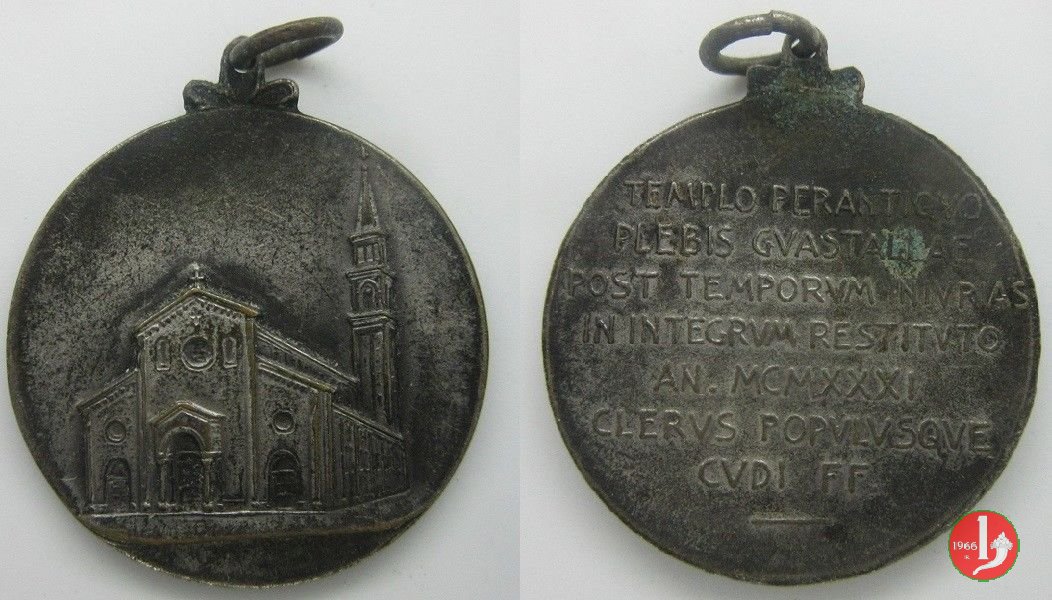 TEMPLO PERANTIQVO
PLEBIS GVASTALLAE
POST TEMPORVM INIVRIAS
IN INTEGRVM RESTITVTO
AN. MCMXXXI
CLERVS POPVLVSQVE
CVDI FF
1966